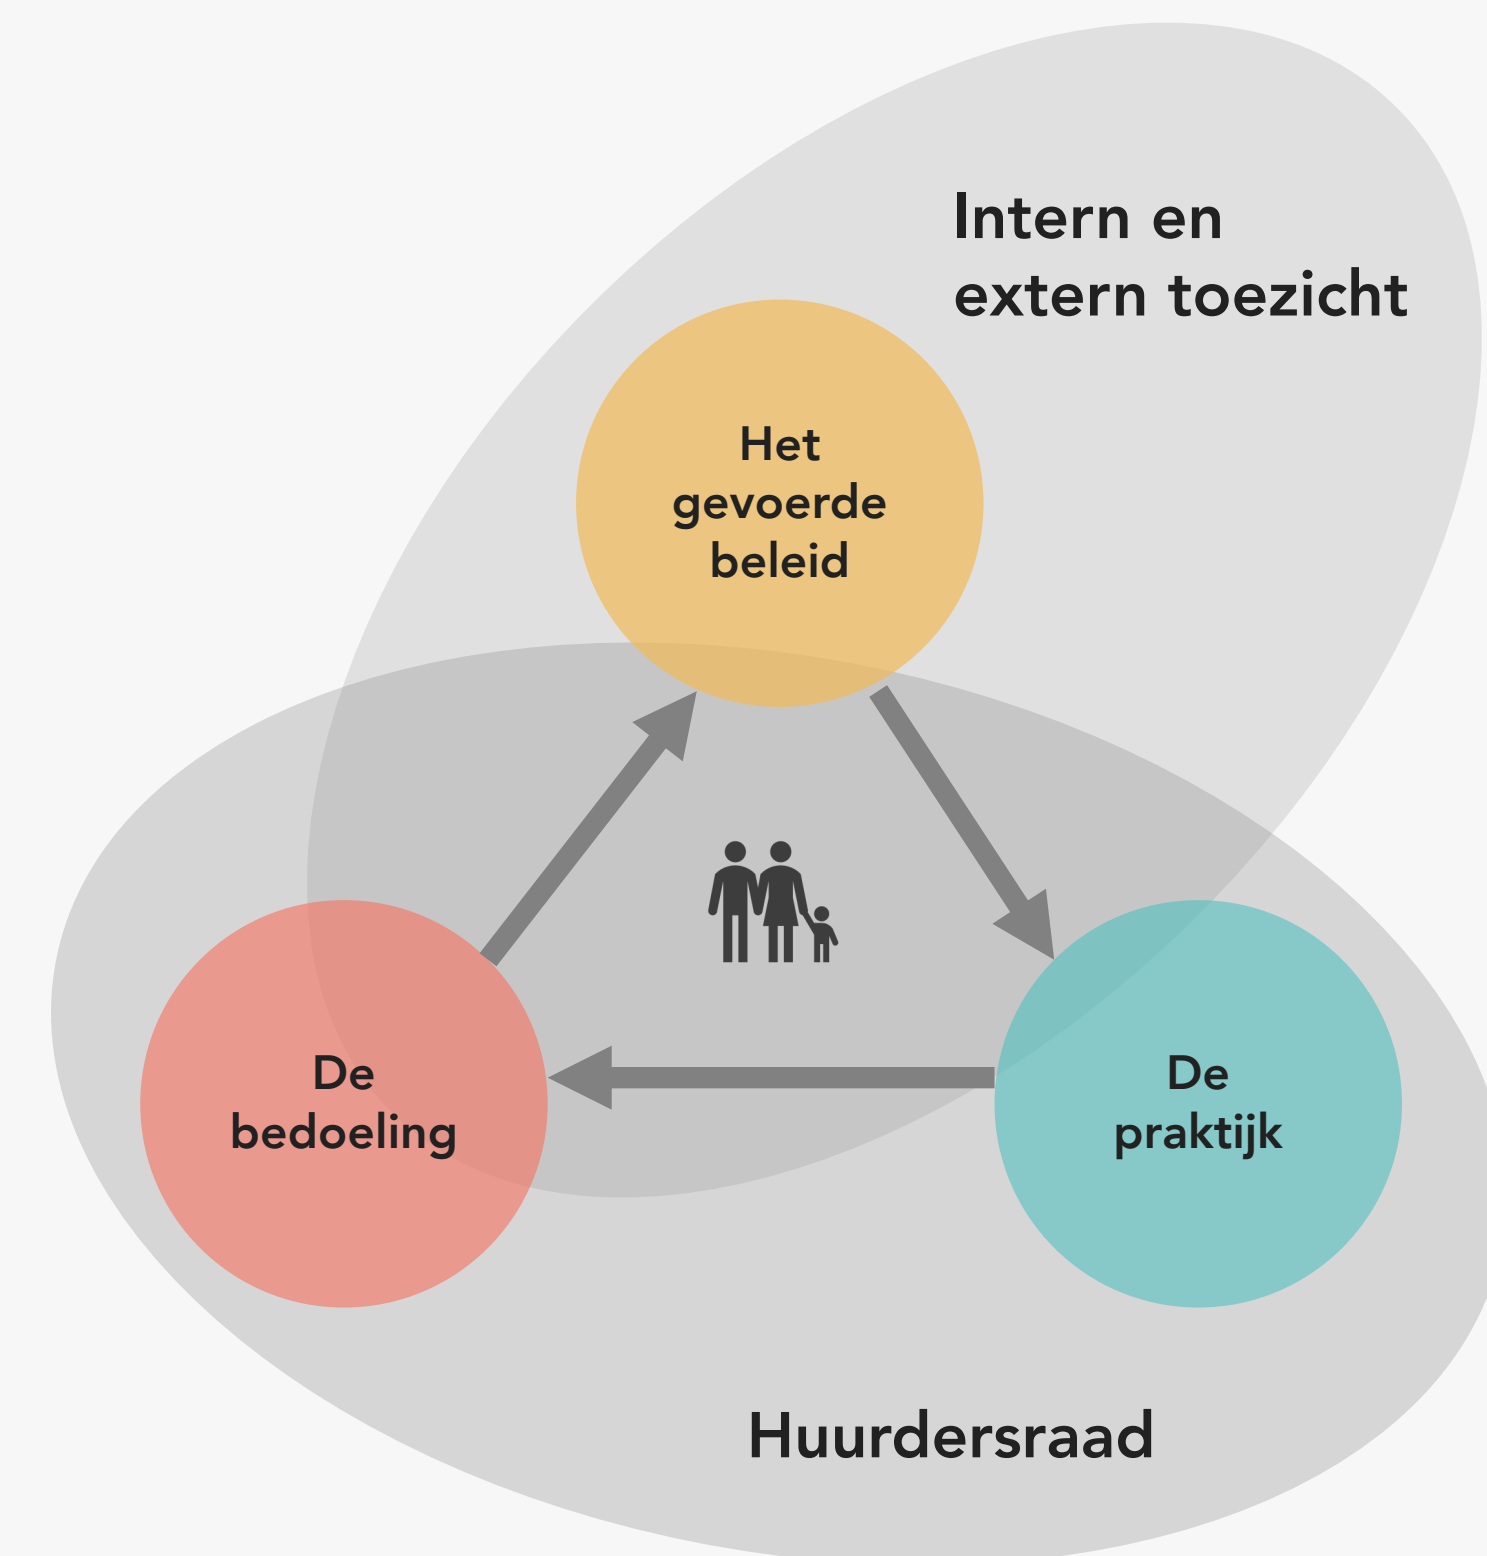 Intern en
extern toezicht
Het
gevoerde
beleid
De
bedoeling
De
praktijk
Huurdersraad